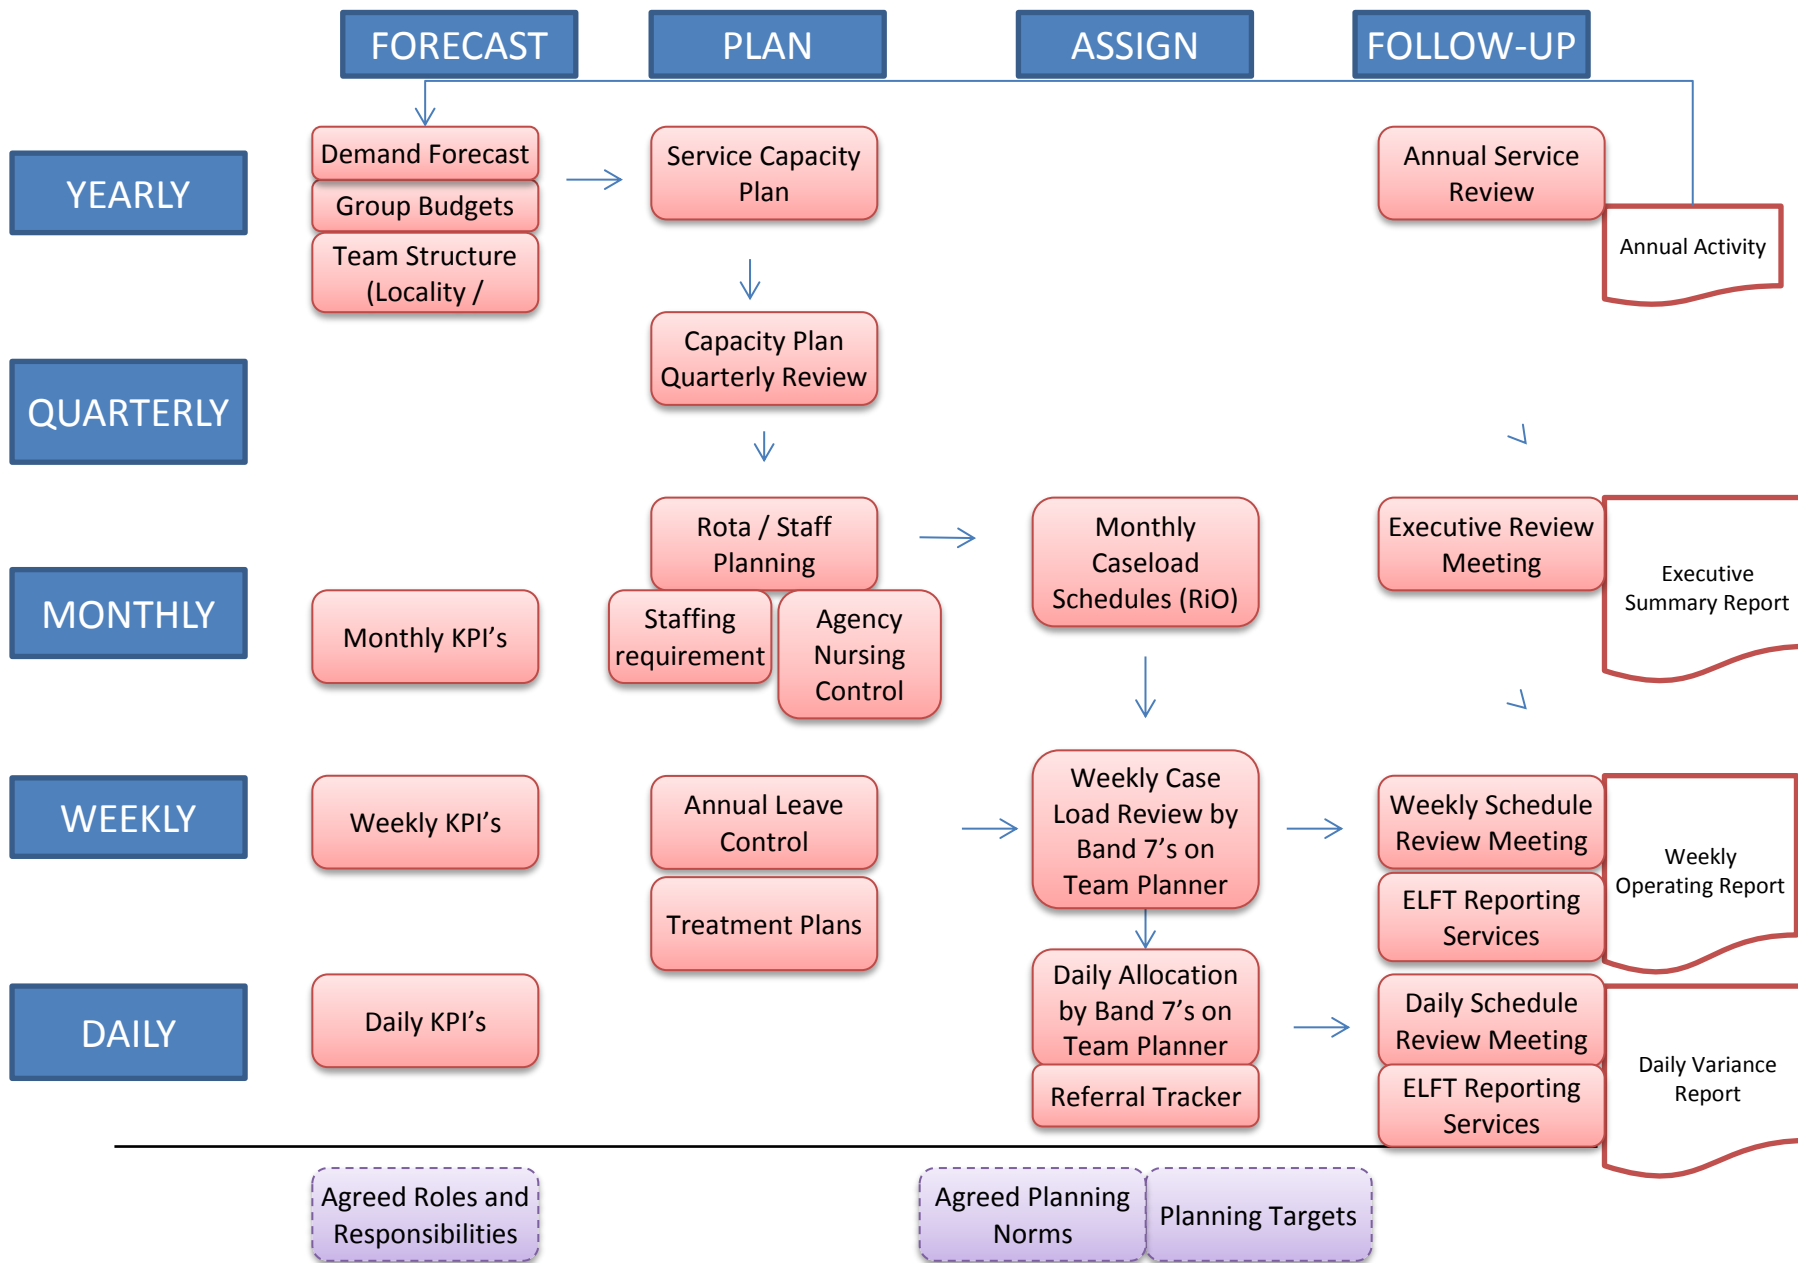 FORECAST
PLAN
ASSIGN
FOLLOW-UP
YEARLY
Demand Forecast
Group Budgets
Team Structure
(Locality /
Service Capacity
Plan
Annual Service
Review
Annual Activity
QUARTERLY
Capacity Plan
Quarterly Review
MONTHLY
Monthly KPI’s
Rota / Staff
Planning
Staffing
requirement
Agency
Nursing
Control
Monthly
Caseload
Schedules (RiO)
Executive Review
Meeting
Executive
Summary Report
WEEKLY
Weekly KPI’s
Annual Leave
Control
Treatment Plans
Weekly Case
Load Review by
Band 7’s on
Team Planner
Weekly Schedule
Review Meeting
ELFT Reporting
Services
Weekly
Operating Report
DAILY
Daily KPI’s
Daily Allocation
by Band 7’s on
Team Planner
Referral Tracker
Daily Schedule
Review Meeting
ELFT Reporting
Services
Daily Variance
Report
Agreed Roles and
Responsibilities
Agreed Planning
Norms
Planning Targets